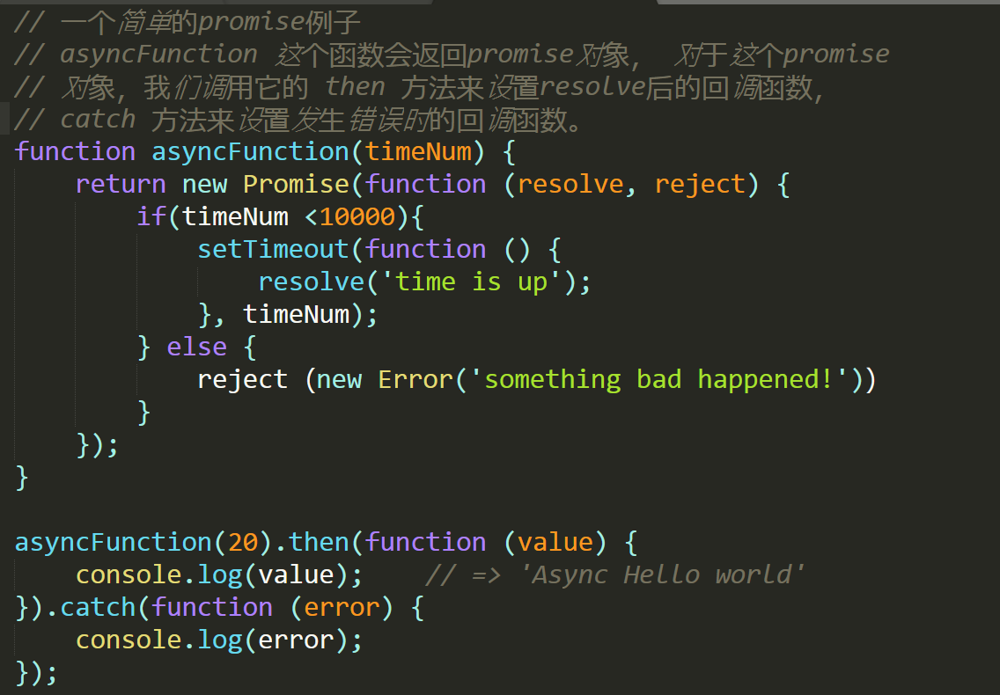 // 一个简单的promise例子
// asyncFunction 这个函数会返回promise对象， 对于这个promise
// 对象，我们调用它的 then 方法来设置resolve后的回调函数，
// catch 方法来设置发生错误时的回调函数。
function asyncFunction(timeNum) {
    return new Promise(function (resolve, reject) {
        if(timeNum <10000){
            setTimeout(function () {
                resolve('time is up');
            }, timeNum);
        } else {
            reject (new Error('something bad happened!'))
        }
    });
}

asyncFunction(20).then(function (value) {
    console.log(value);    // => 'Async Hello world'
}).catch(function (error) {
    console.log(error);
});